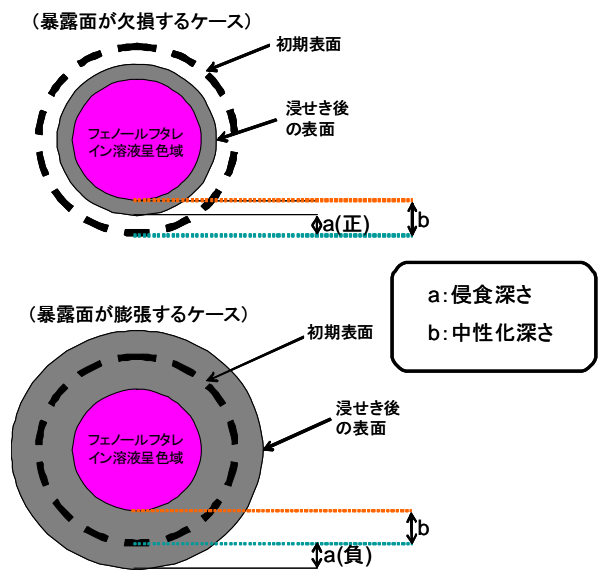 （暴露面が欠損するケース）
初期表面
浸せき後
の表面
フェノールフタレ
イン溶液呈色域
a(正)
b
a：侵食深さ
b：中性化深さ
（暴露面が膨張するケース）
初期表面
浸せき後
の表面
フェノールフタレ
イン溶液呈色域
b
a(負)